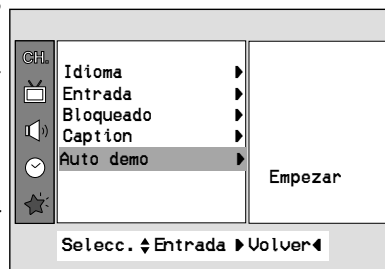 CH.
Idioma ▶
Entrada ▶
Bloqueado ▶
Caption ▶
Auto demo ▶
Empezar
Selecc. ▲▼ Entrada ▶ Volver ◀